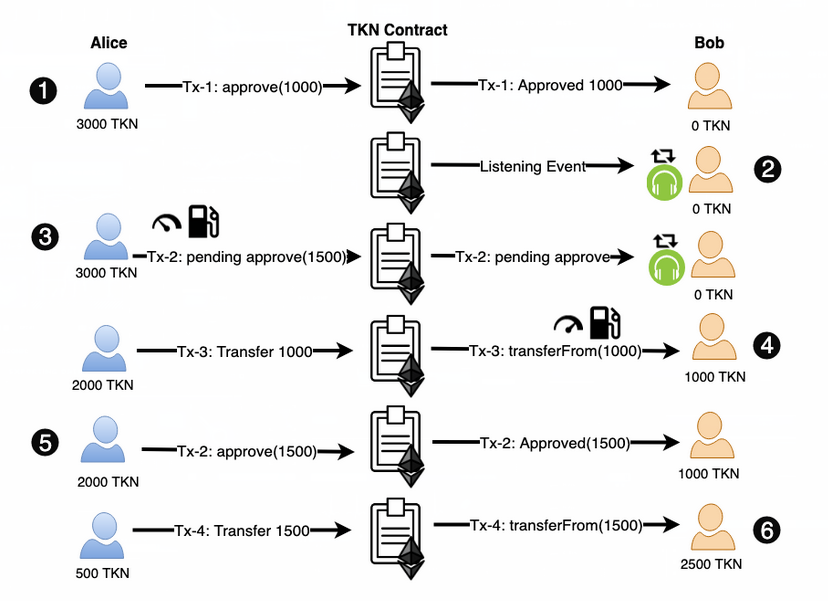 TKN Contract
Alice
Bob
1
Tx-1: approve(1000)
Tx-1: Approved 1000
3000 TKN
0 TKN
Listening Event
2
0 TKN
3
Tx-2: pending approve(1500)
Tx-2: pending approve
3000 TKN
0 TKN
Tx-3: Transfer 1000
Tx-3: transferFrom(1000)
4
2000 TKN
1000 TKN
5
Tx-2: approve(1500)
Tx-2: Approved(1500)
2000 TKN
1000 TKN
Tx-4: Transfer 1500
Tx-4: transferFrom(1500)
6
500 TKN
2500 TKN